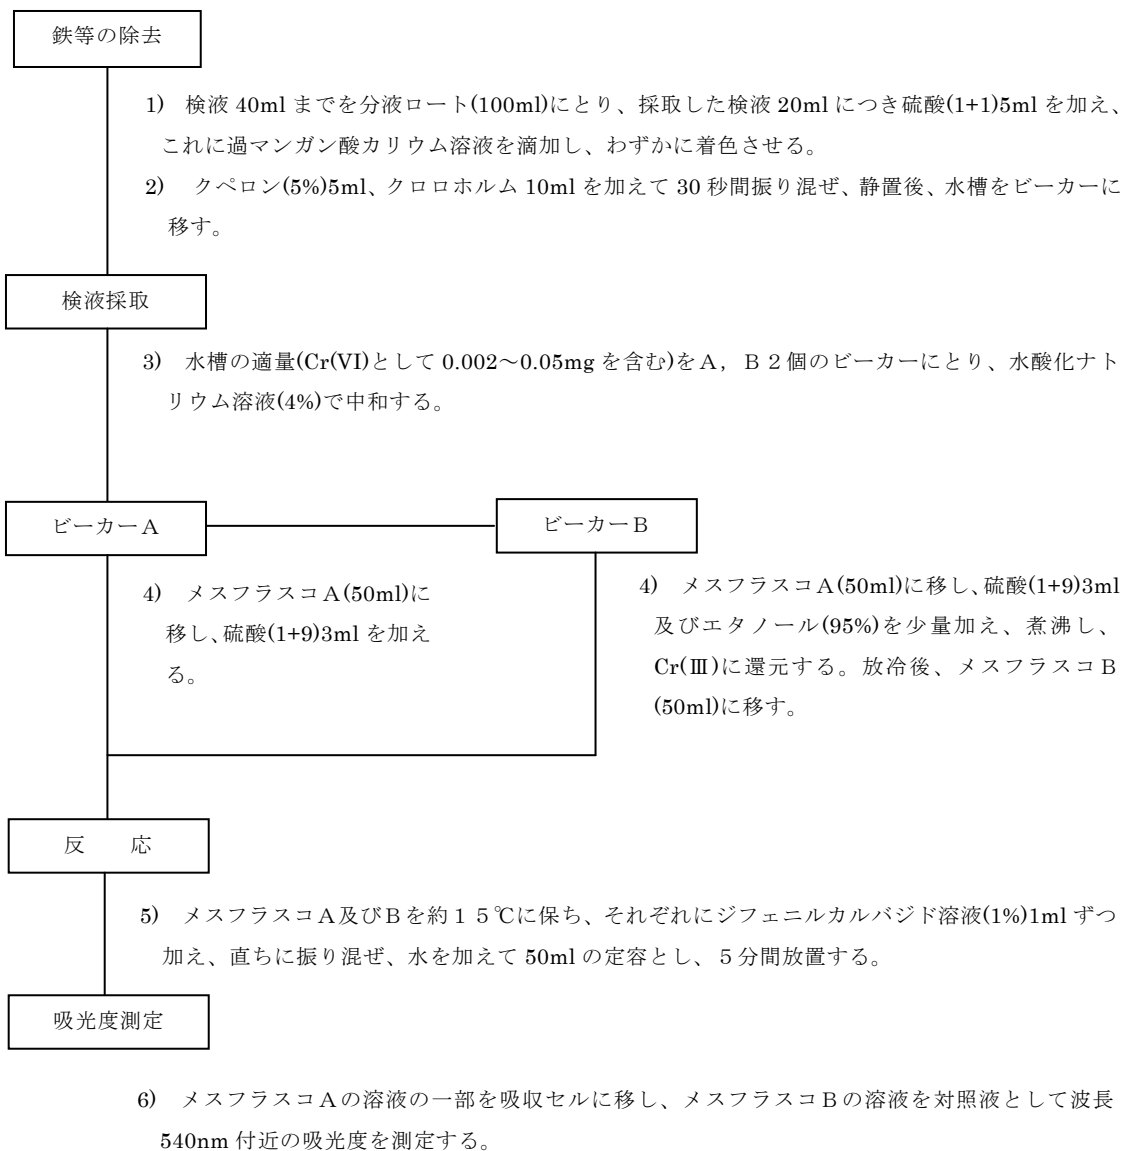 鉄等の除去
1) 検液 40ml までを分液ロート(100ml)にとり、採取した検液 20ml につき硫酸(1+1)5ml を加え、
これに過マンガン酸カリウム溶液を滴加し、わずかに着色させる。
2) クペロン(5%)5ml、クロロホルム 10ml を加えて 30 秒間振り混ぜ、静置後、水槽をビーカーに
移す。
検液採取
3) 水槽の適量(Cr(VI)として 0.002～0.05mg を含む)をA，B２個のビーカーにとり、水酸化ナト
リウム溶液(4%)で中和する。
ビーカーA
ビーカーB
4) メスフラスコA(50ml)に
移し、硫酸(1+9)3ml を加え
る。
4) メスフラスコA(50ml)に移し、硫酸(1+9)3ml
及びエタノール(95%)を少量加え、煮沸し、
Cr(Ⅲ)に還元する。放冷後、メスフラスコB
(50ml)に移す。
反　応
5) メスフラスコA及びBを約１５℃に保ち、それぞれにジフェニルカルバジド溶液(1%)1ml ずつ
加え、直ちに振り混ぜ、水を加えて 50ml の定容とし、５分間放置する。
吸光度測定
6) メスフラスコAの溶液の一部を吸収セルに移し、メスフラスコBの溶液を対照液として波長
540nm 付近の吸光度を測定する。